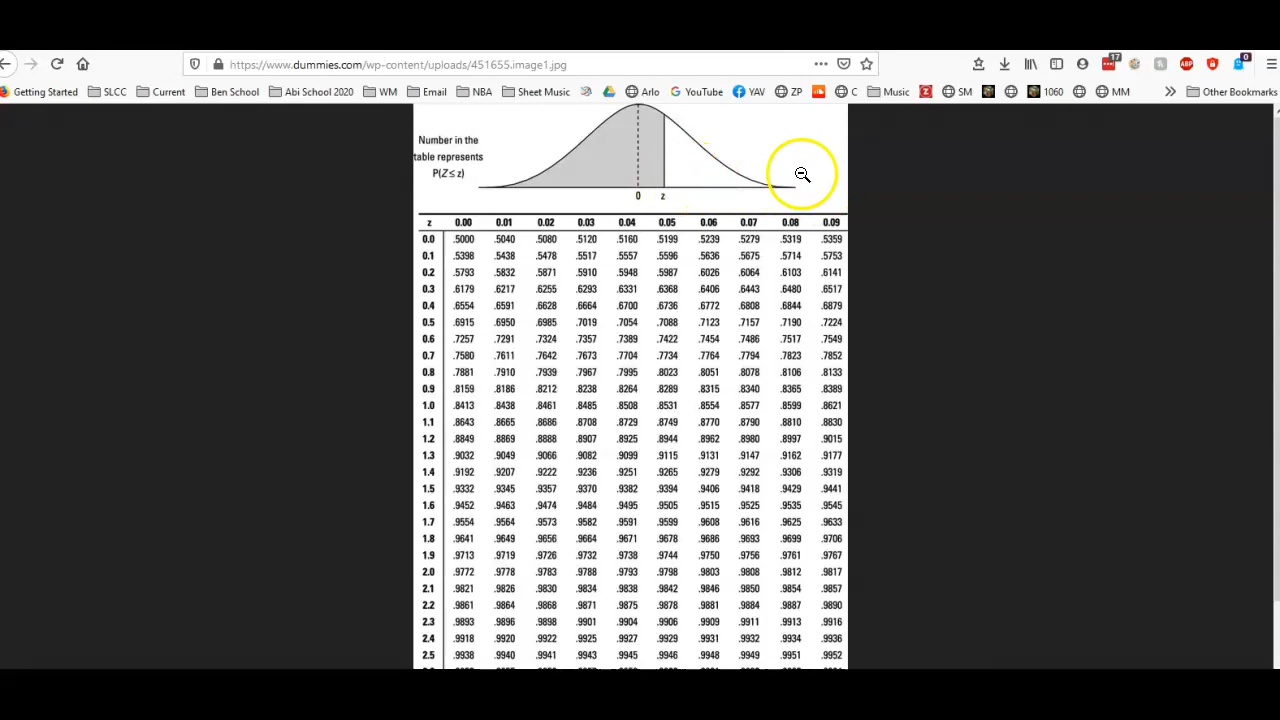 https://www.dummies.com/wp-content/uploads/451655.image1.jpg 17 ABP 0
Getting Started SLCC Current Ben School Abi School 2020 WM Email NBA Sheet Music Arlo YouTube YAV ZP C Music SM 1060 MM Other Bookmarks
Number in the
table represents
P(Z ≤ z)
0 z
z 0.00 0.01 0.02 0.03 0.04 0.05 0.06 0.07 0.08 0.09
0.0 .5000 .5040 .5080 .5120 .5160 .5199 .5239 .5279 .5319 .5359
0.1 .5398 .5438 .5478 .5517 .5557 .5596 .5636 .5675 .5714 .5753
0.2 .5793 .5832 .5871 .5910 .5948 .5987 .6026 .6064 .6103 .6141
0.3 .6179 .6217 .6255 .6293 .6331 .6368 .6406 .6443 .6480 .6517
0.4 .6554 .6591 .6628 .6664 .6700 .6736 .6772 .6808 .6844 .6879
0.5 .6915 .6950 .6985 .7019 .7054 .7088 .7123 .7157 .7190 .7224
0.6 .7257 .7291 .7324 .7357 .7389 .7422 .7454 .7486 .7517 .7549
0.7 .7580 .7611 .7642 .7673 .7704 .7734 .7764 .7794 .7823 .7852
0.8 .7881 .7910 .7939 .7967 .7995 .8023 .8051 .8078 .8106 .8133
0.9 .8159 .8186 .8212 .8238 .8264 .8289 .8315 .8340 .8365 .8389
1.0 .8413 .8438 .8461 .8485 .8508 .8531 .8554 .8577 .8599 .8621
1.1 .8643 .8665 .8686 .8708 .8729 .8749 .8770 .8790 .8810 .8830
1.2 .8849 .8869 .8888 .8907 .8925 .8944 .8962 .8980 .8997 .9015
1.3 .9032 .9049 .9066 .9082 .9099 .9115 .9131 .9147 .9162 .9177
1.4 .9192 .9207 .9222 .9236 .9251 .9265 .9279 .9292 .9306 .9319
1.5 .9332 .9345 .9357 .9370 .9382 .9394 .9406 .9418 .9429 .9441
1.6 .9452 .9463 .9474 .9484 .9495 .9505 .9515 .9525 .9535 .9545
1.7 .9554 .9564 .9573 .9582 .9591 .9599 .9608 .9616 .9625 .9633
1.8 .9641 .9649 .9656 .9664 .9671 .9678 .9686 .9693 .9699 .9706
1.9 .9713 .9719 .9726 .9732 .9738 .9744 .9750 .9756 .9761 .9767
2.0 .9772 .9778 .9783 .9788 .9793 .9798 .9803 .9808 .9812 .9817
2.1 .9821 .9826 .9830 .9834 .9838 .9842 .9846 .9850 .9854 .9857
2.2 .9861 .9864 .9868 .9871 .9875 .9878 .9881 .9884 .9887 .9890
2.3 .9893 .9896 .9898 .9901 .9904 .9906 .9909 .9911 .9913 .9916
2.4 .9918 .9920 .9922 .9925 .9927 .9929 .9931 .9932 .9934 .9936
2.5 .9938 .9940 .9941 .9943 .9945 .9946 .9948 .9949 .9951 .9952